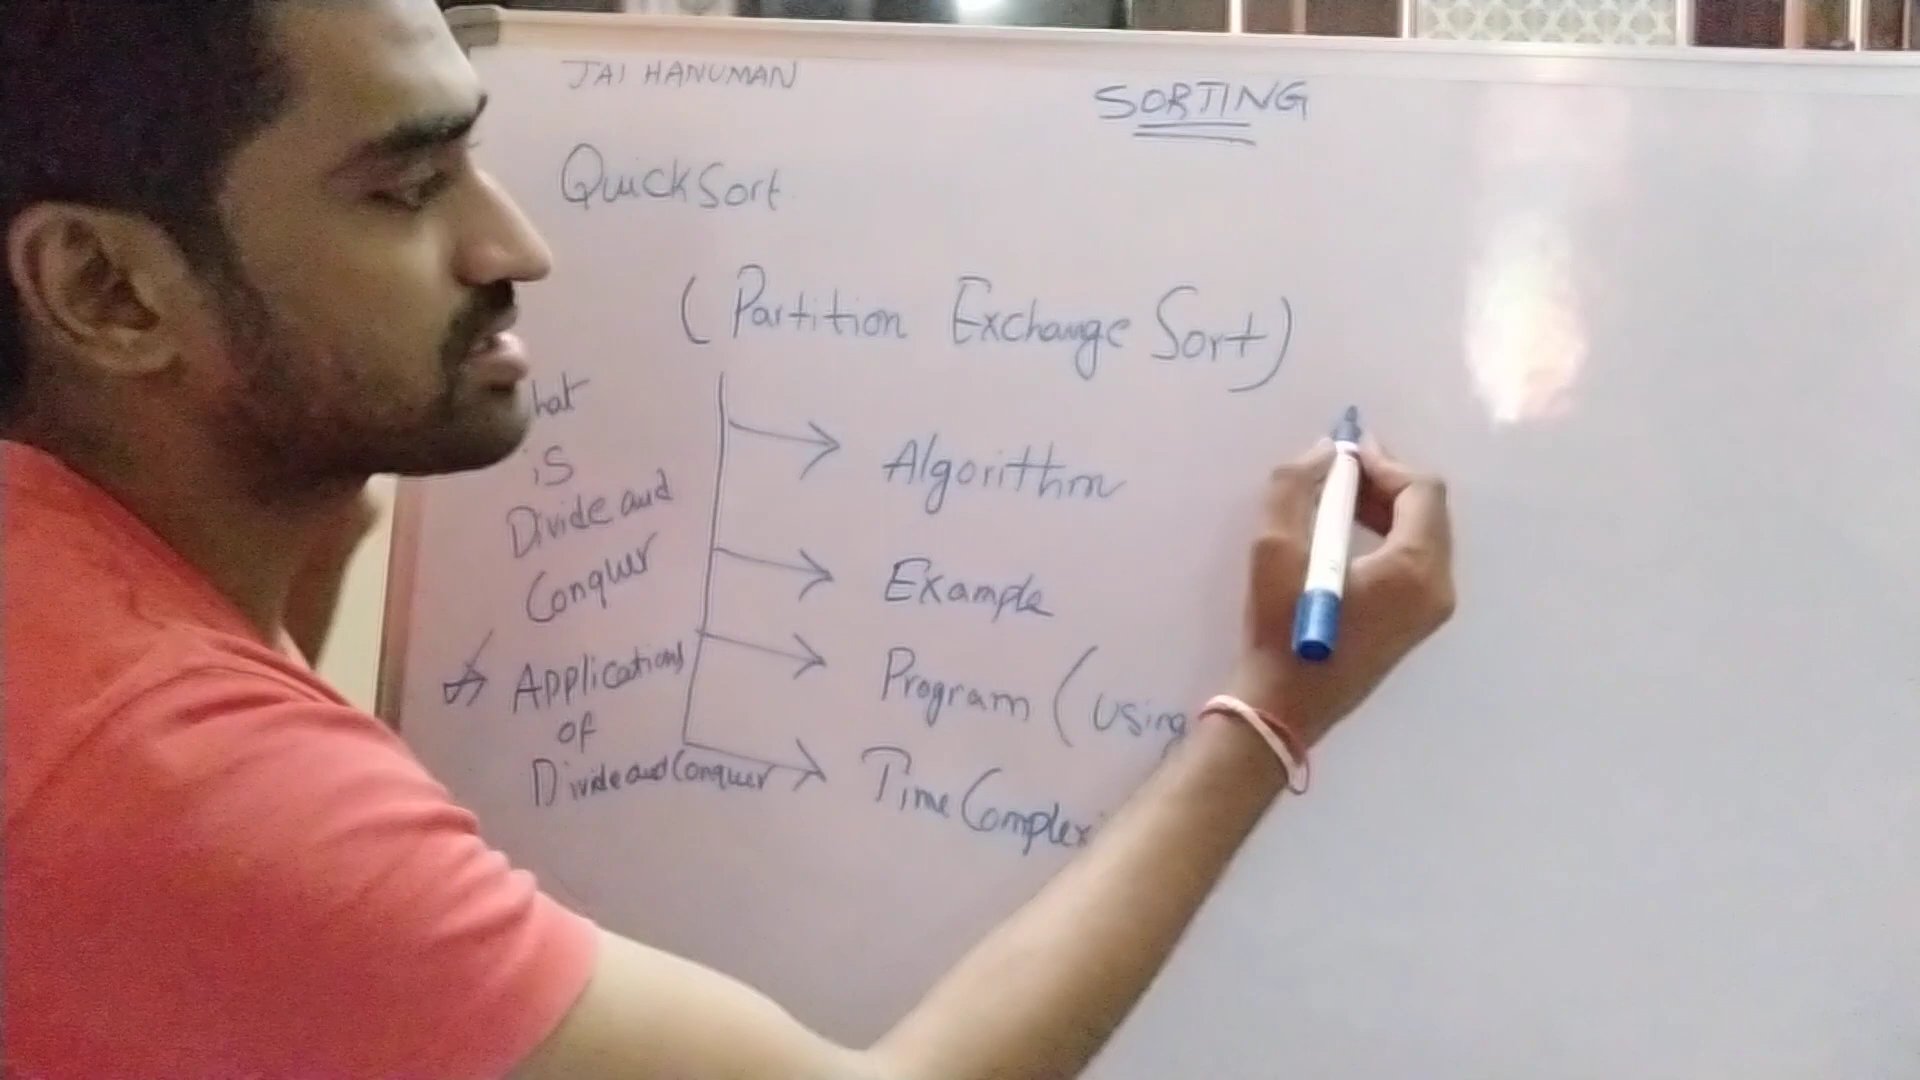 JAI HANUMAN
SORTING
QuickSort
(Partition Exchange Sort)
hat
is
Divide and
Conquer
Applications
of
Divide and Conquer
Algorithm
Example
Program (Using
Time Complexi